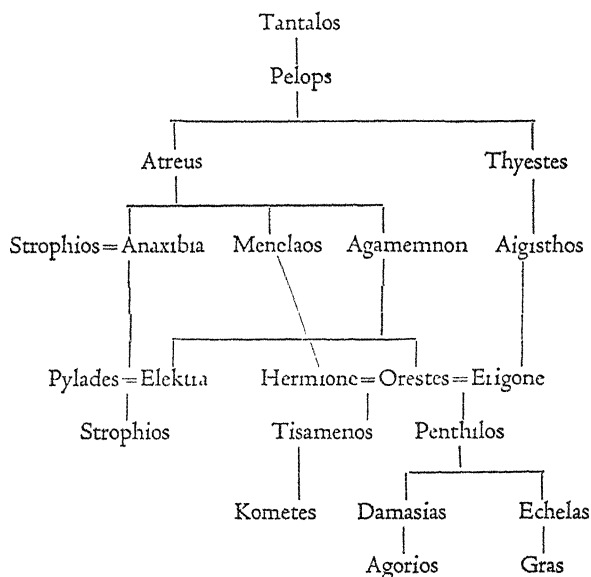 Tantalos
Pelops
Atreus Thyestes
Strophios=Anaxibia Menelaos Agamemnon Aigisthos
Pylades=Elektra Hermione=Orestes=Erigone
Strophios Tisamenos Penthilos
Kometes Damasias Echelas
Agorios Gras